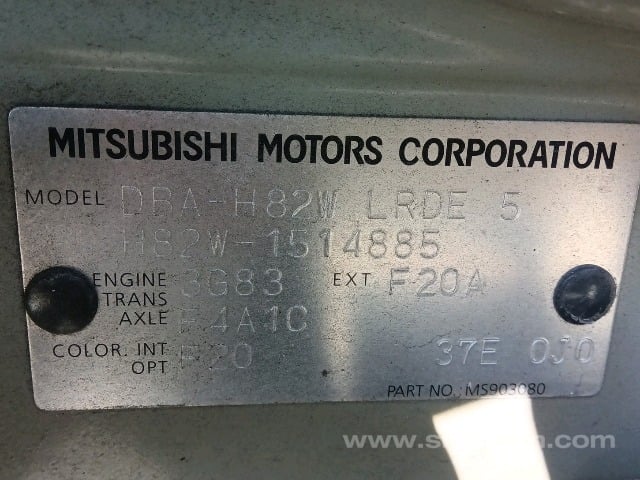 MITSUBISHI MOTORS CORPORATION
MODEL DBA-H82W LRDE 5
H82W-1514885
ENGINE 3G83 EXT F20A
TRANS
AXLE F4A1C
COLOR. INT 20 37E 0J0
OPT
PART NO.: MS903080